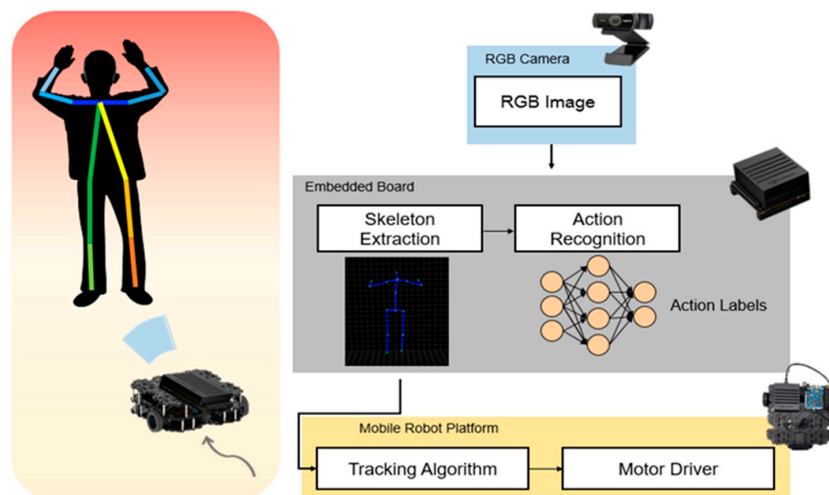 RGB Camera
RGB Image
Embedded Board
Skeleton
Extraction
Action
Recognition
Action Labels
Mobile Robot Platform
Tracking Algorithm
Motor Driver